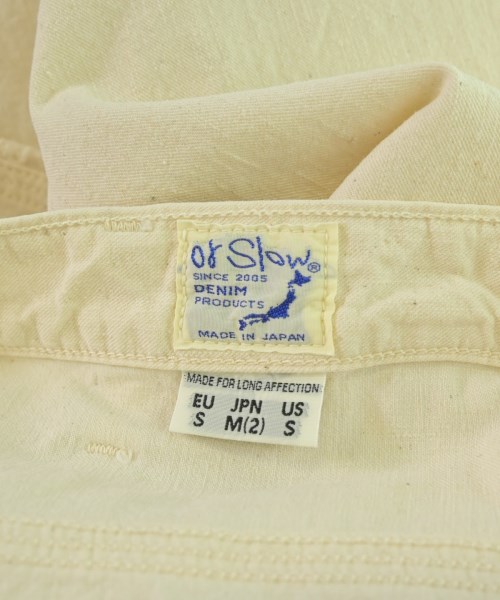 or Slow®
SINCE 2005
DENIM
PRODUCTS
MADE IN JAPAN
MADE FOR LONG AFFECTION
EU JPN US
S M(2) S